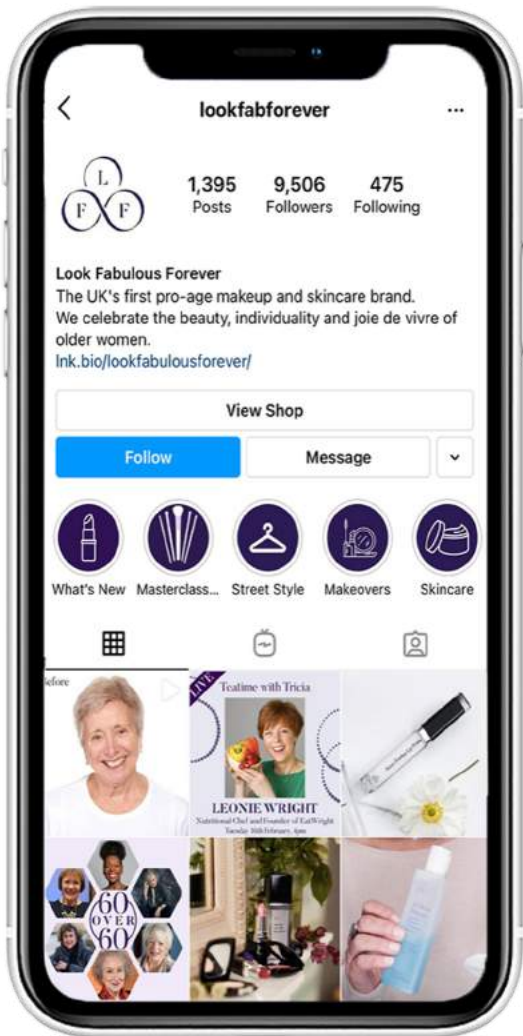 lookfabforever
...
L
F F
1,395 9,506 475
Posts Followers Following
Look Fabulous Forever
The UK's first pro-age makeup and skincare brand.
We celebrate the beauty, individuality and joie de vivre of
older women.
lnk.bio/lookfabulousforever/
View Shop
Follow Message
What's New Masterclass... Street Style Makeovers Skincare
Before
LIVE
Teatime with Tricia
LEONIE WRIGHT
Nutritional Chef and Founder of EatWright
Tuesday 16th February, 4pm
60
OVER
60